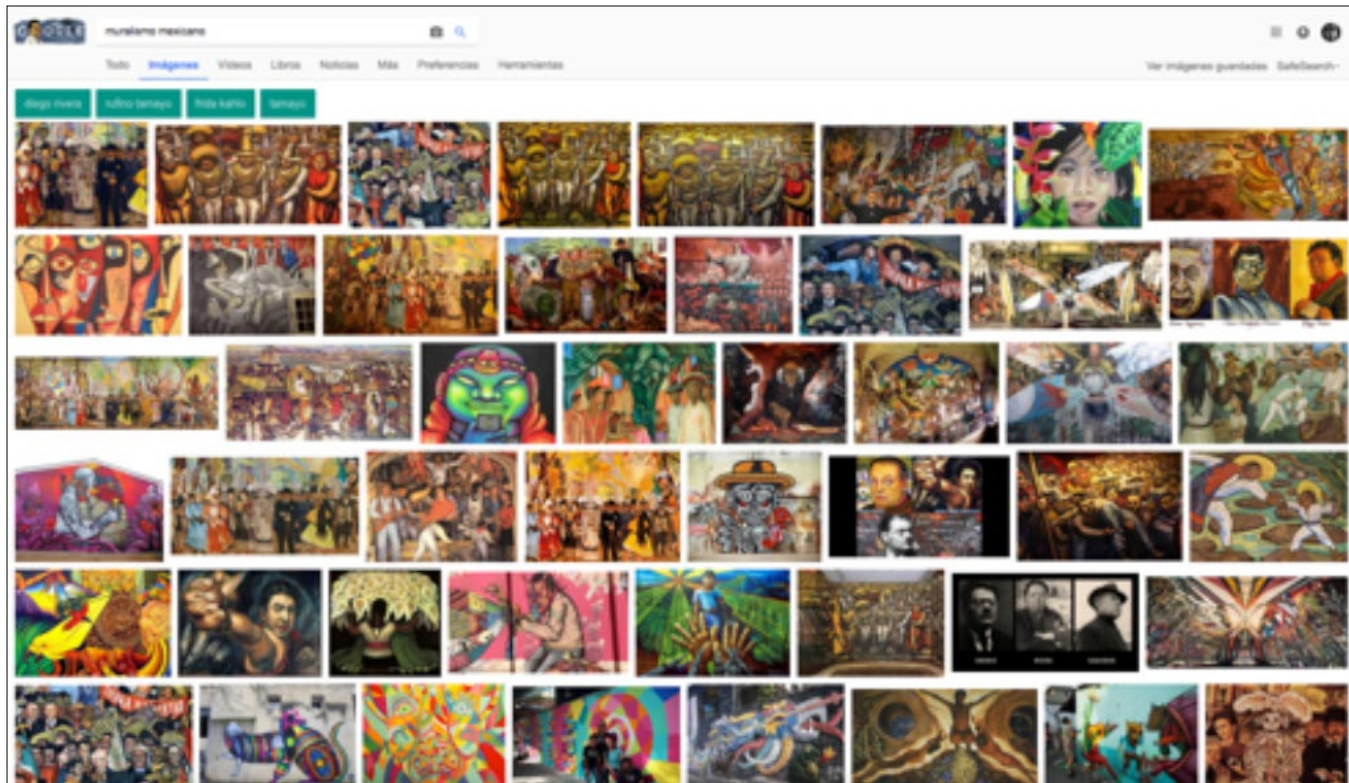 muralismo mexicano
Todo Imágenes Vídeos Libros Noticias Más Preferencias Herramientas
Ver imágenes guardadas SafeSearch
diego rivera rufino tamayo frida kahlo tamayo